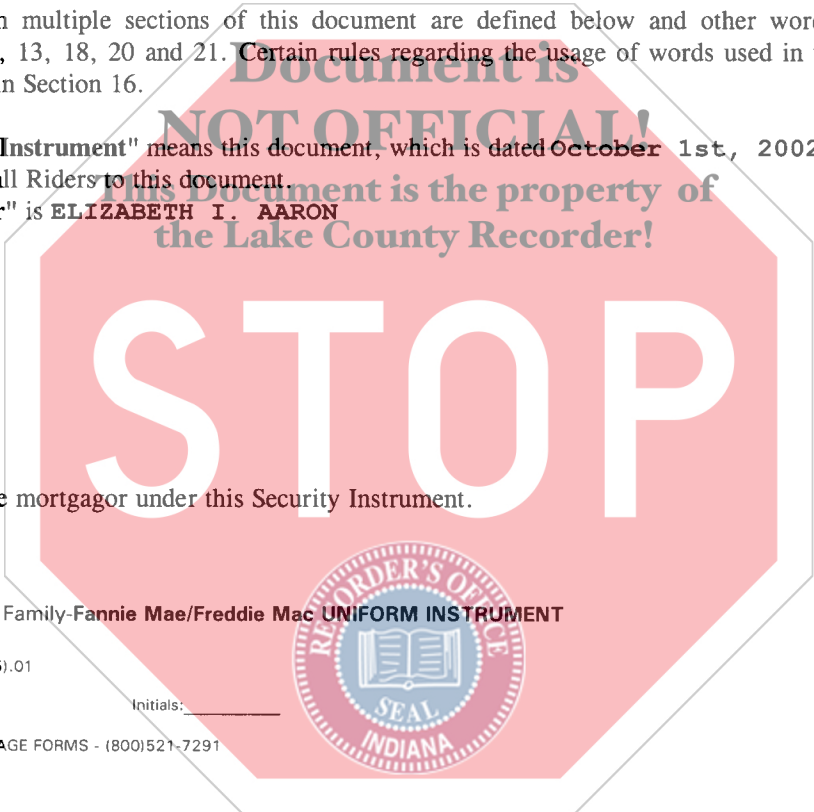 n multiple sections of this document are defined below and other word
, 13, 18, 20 and 21. Certain rules regarding the usage of words used in
n Section 16.
Document is
NOT OFFICIAL!
This Document is the property of
the Lake County Recorder!
Instrument" means this document, which is dated October 1st, 2002
ll Riders to this document.
" is ELIZABETH I. AARON
STOP
mortgagor under this Security Instrument.
Family-Fannie Mae/Freddie Mac UNIFORM INSTRUMENT
).01
Initials:
AGE FORMS - (800)521-7291
RECORDER'S OFFICE
SEAL
INDIANA